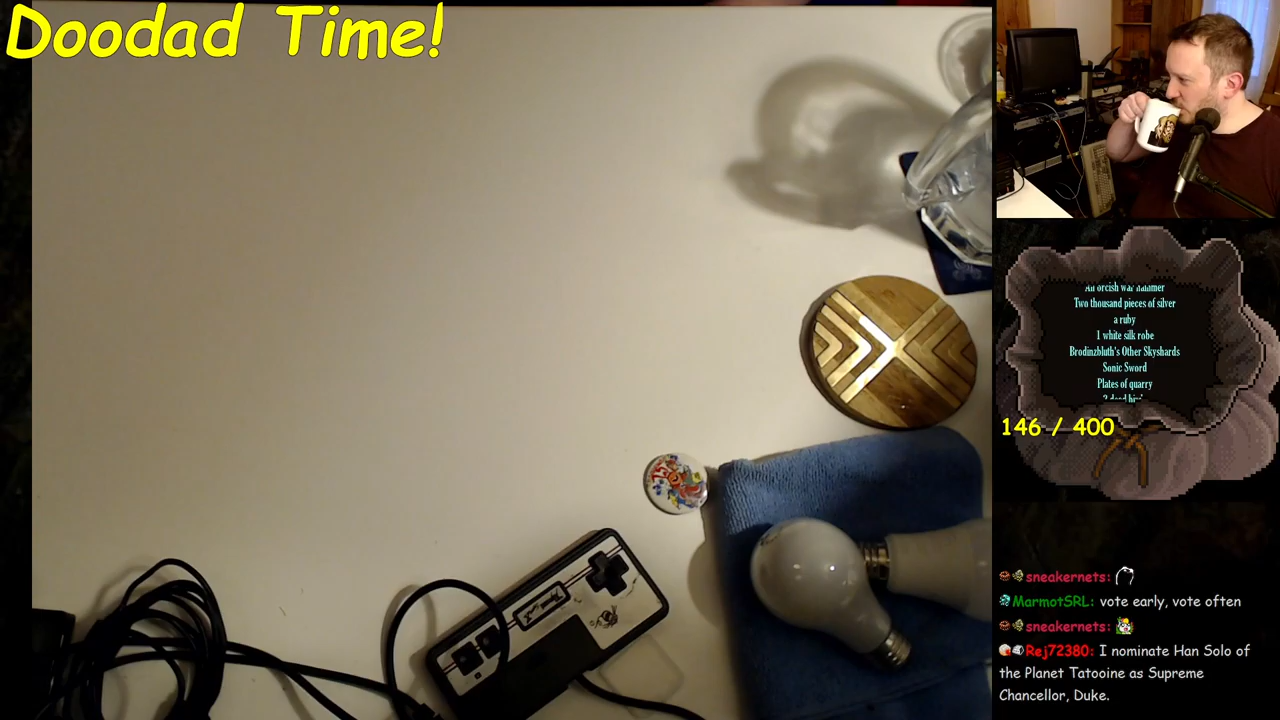 Doodad Time!
An orcish war hammer
Two thousand pieces of silver
a ruby
1 white silk robe
Brodinzbluth's Other Skyshards
Sonic Sword
Plates of quarry
146 / 400
sneakernets:
MarmotSRL: vote early, vote often
sneakernets:
Rej72380: I nominate Han Solo of
the Planet Tatooine as Supreme
Chancellor, Duke.